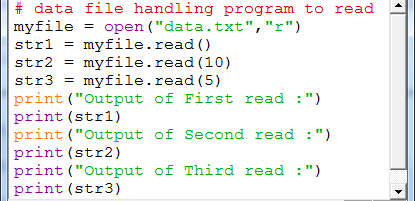 # data file handling program to read
myfile = open("data.txt","r")
str1 = myfile.read()
str2 = myfile.read(10)
str3 = myfile.read(5)
print("Output of First read :")
print(str1)
print("Output of Second read :")
print(str2)
print("Output of Third read :")
print(str3)